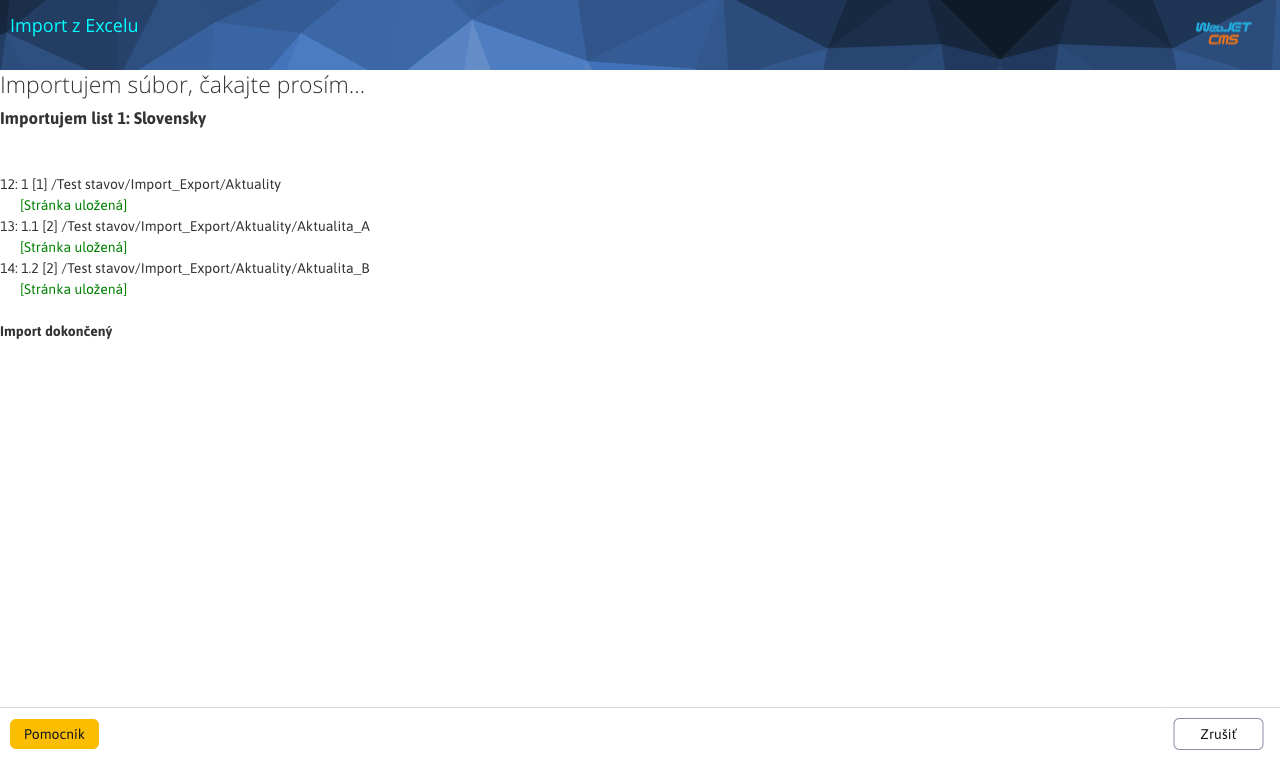 Import z Excelu
WebJET
CMS
Importujem súbor, čakajte prosím...
Importujem list 1: Slovensky
12: 1 [1] /Test stavov/Import_Export/Aktuality
[Stránka uložená]
13: 1.1 [2] /Test stavov/Import_Export/Aktuality/Aktualita_A
[Stránka uložená]
14: 1.2 [2] /Test stavov/Import_Export/Aktuality/Aktualita_B
[Stránka uložená]
Import dokončený
Pomocník
Zrušiť